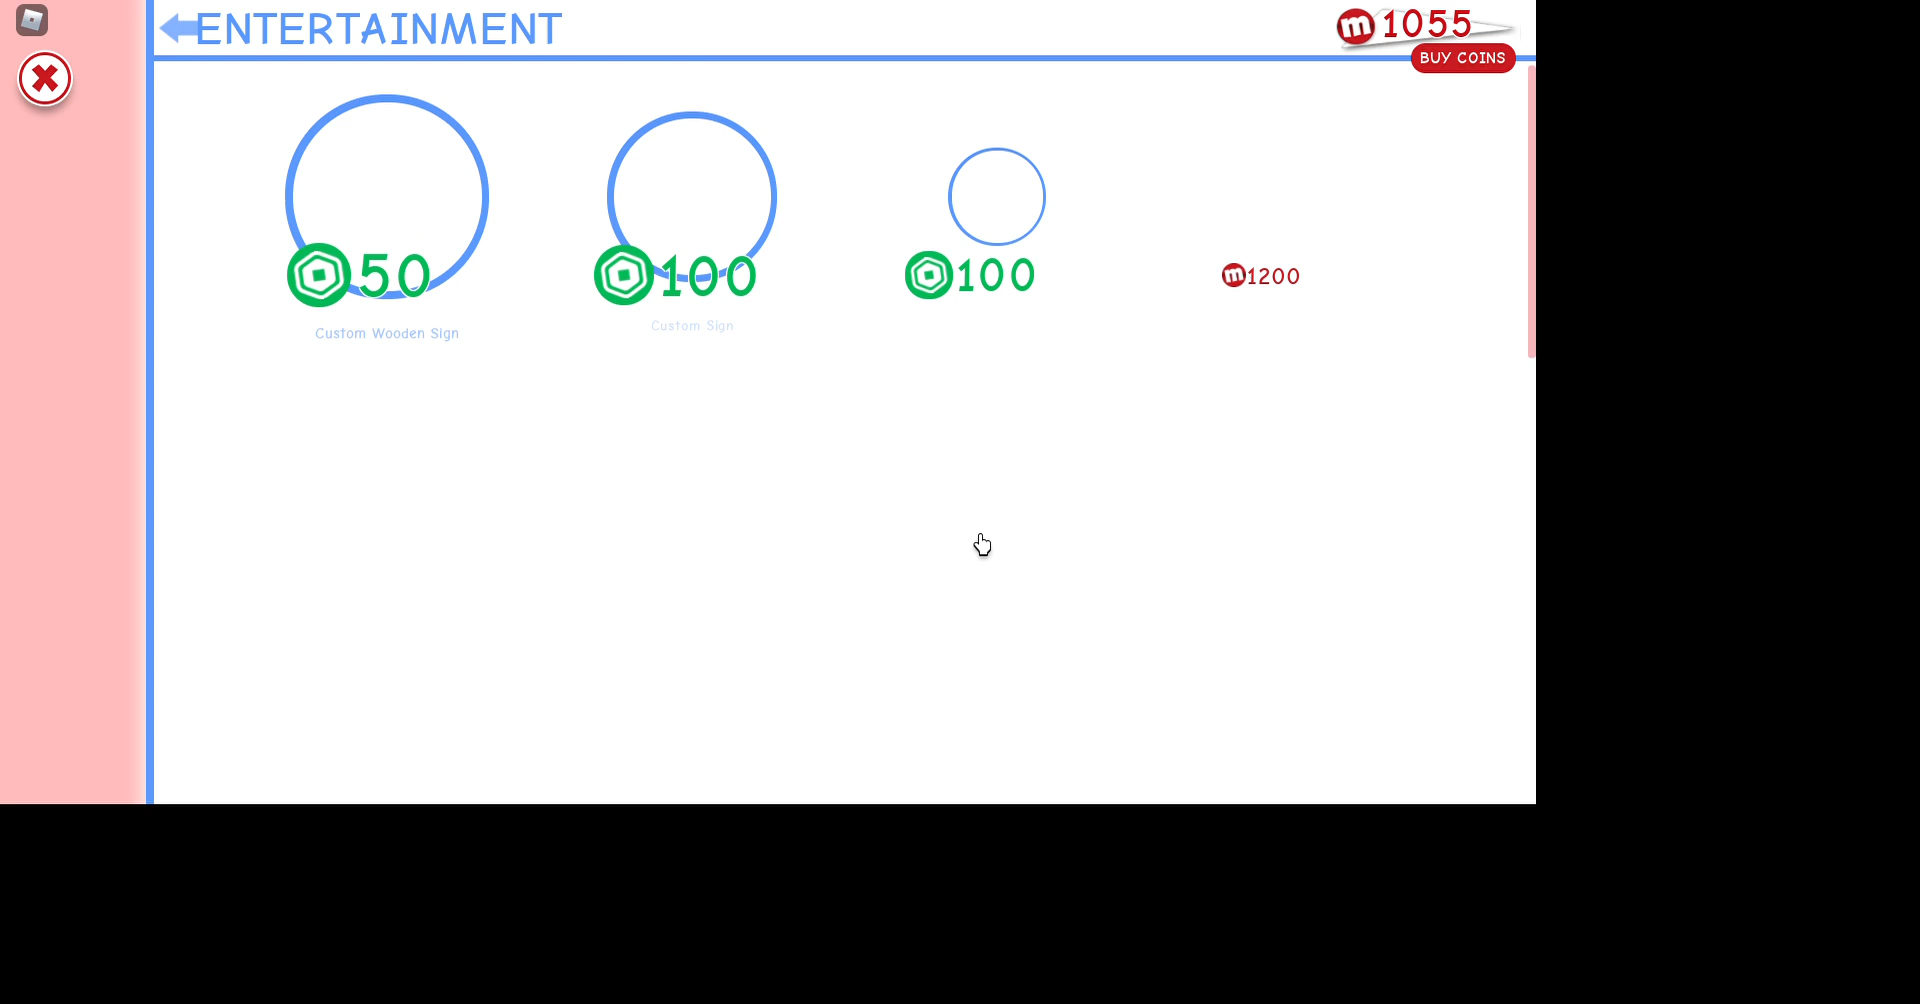 ENTERTAINMENT
m 1055
BUY COINS
50
100
100
m 1200
Custom Wooden Sign
Custom Sign